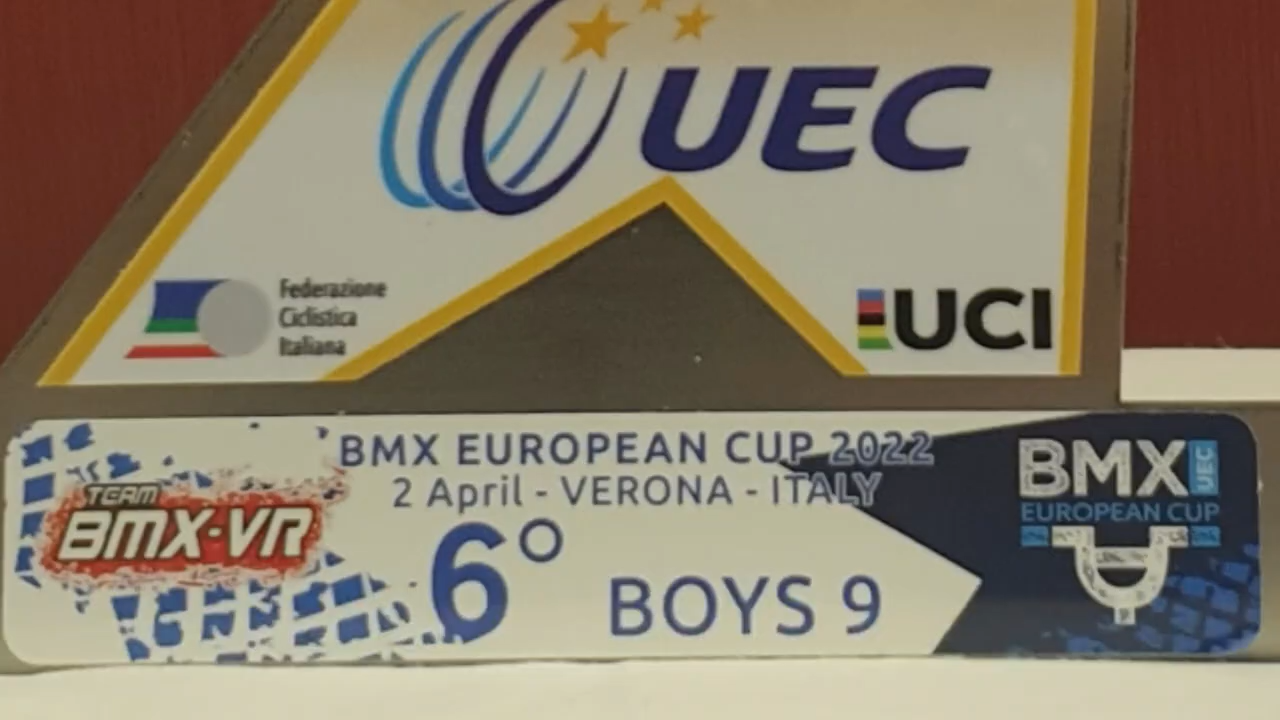 UEC
Federazione
Ciclistica
Italiana
UCI
BMX EUROPEAN CUP 2022
2 April - VERONA - ITALY
6° BOYS 9
TEAM
BMX-VR
BMX UEC
EUROPEAN CUP